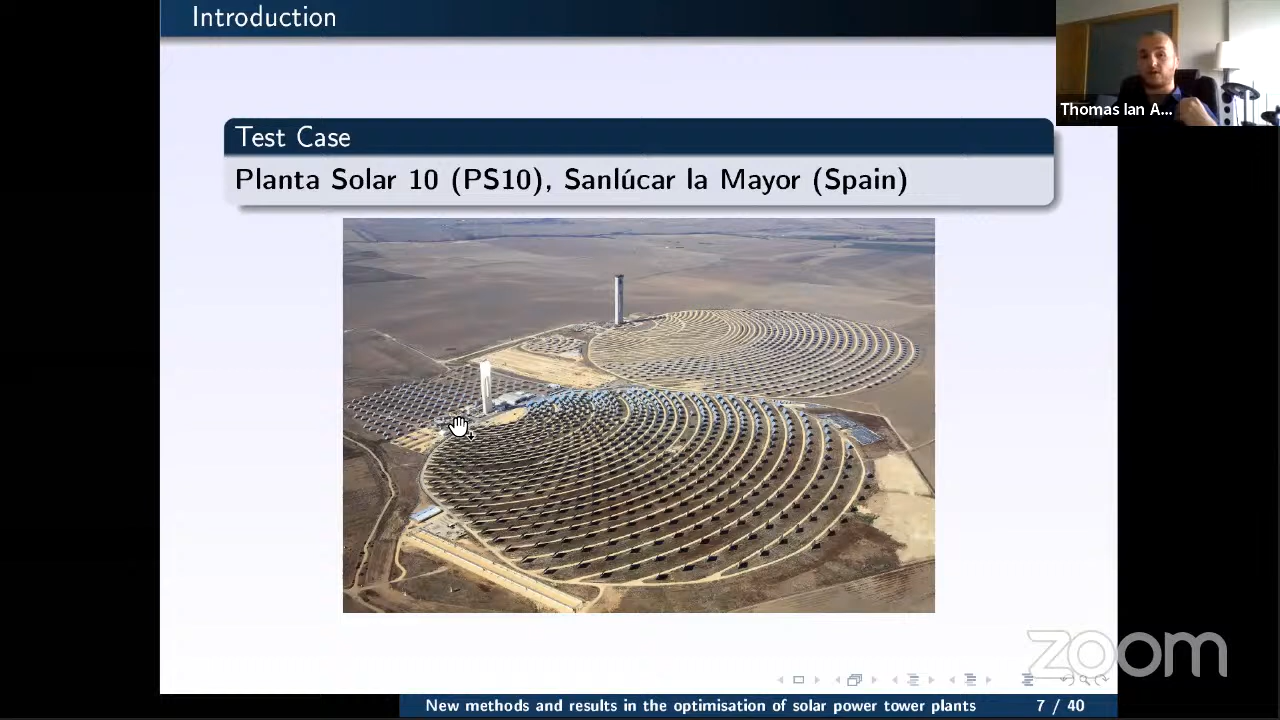 Introduction
Thomas Ian A...
Test Case
Planta Solar 10 (PS10), Sanlúcar la Mayor (Spain)
zoom
New methods and results in the optimisation of solar power tower plants 7 / 40